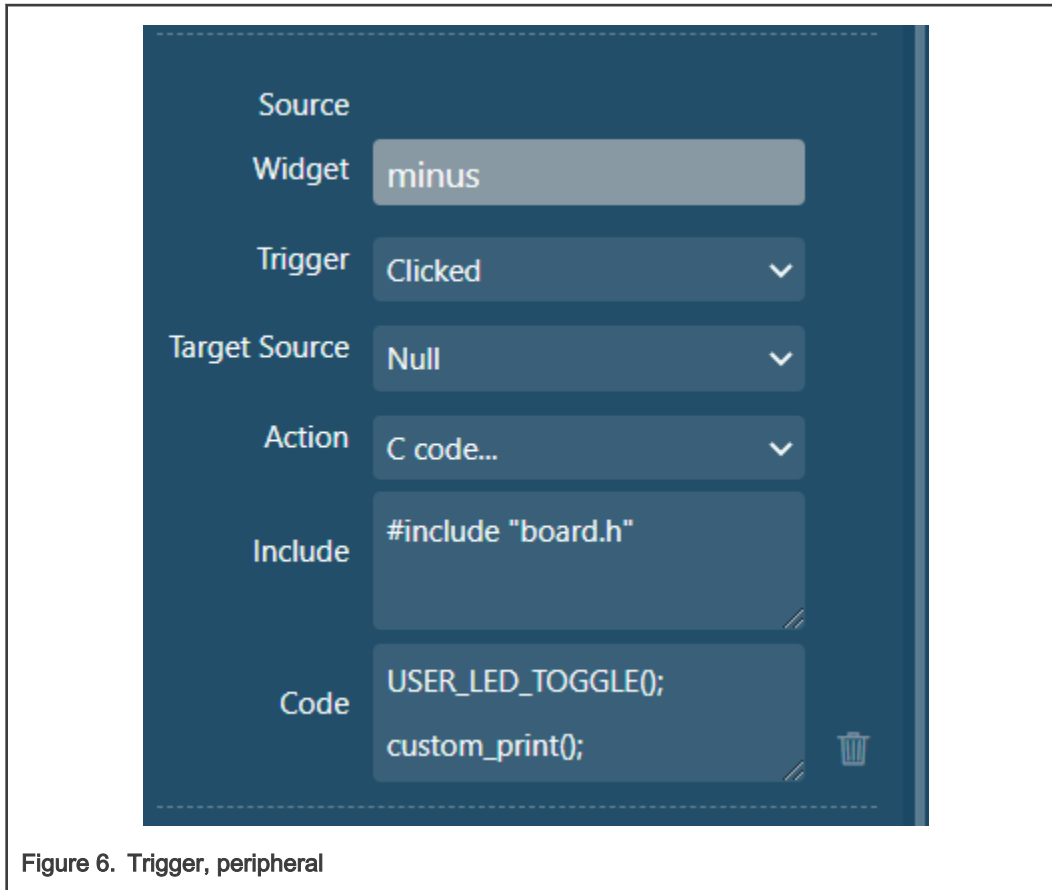 Source
Widget minus
Trigger Clicked
Target Source Null
Action C code...
Include #include "board.h"
Code USER_LED_TOGGLE();
custom_print();
Figure 6. Trigger, peripheral